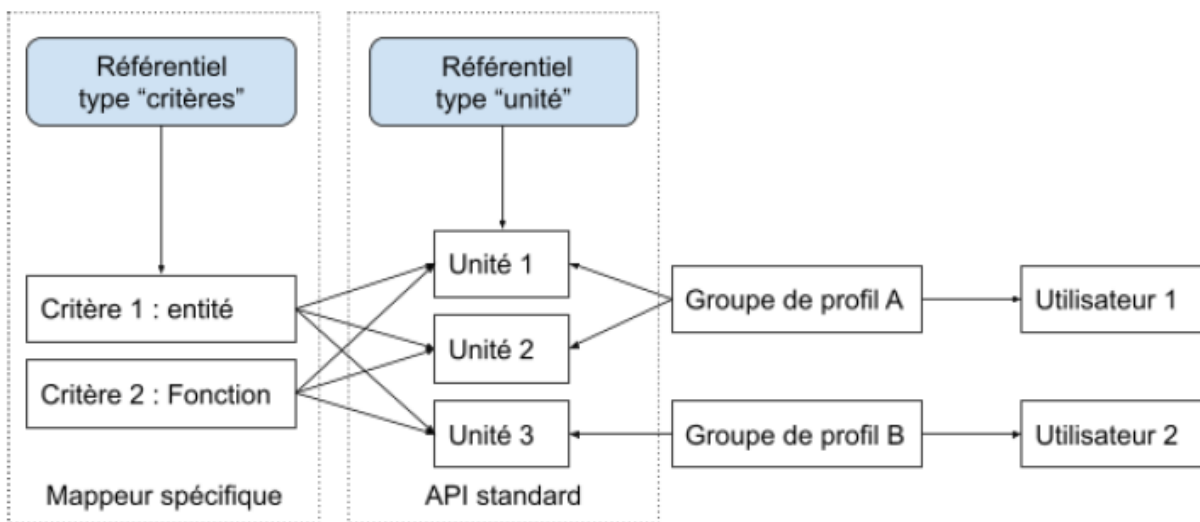 Référentiel
type “critères”
Référentiel
type “unité”
Unité 1
Critère 1 : entité
Groupe de profil A
Utilisateur 1
Unité 2
Critère 2 : Fonction
Unité 3
Groupe de profil B
Utilisateur 2
Mappeur spécifique
API standard